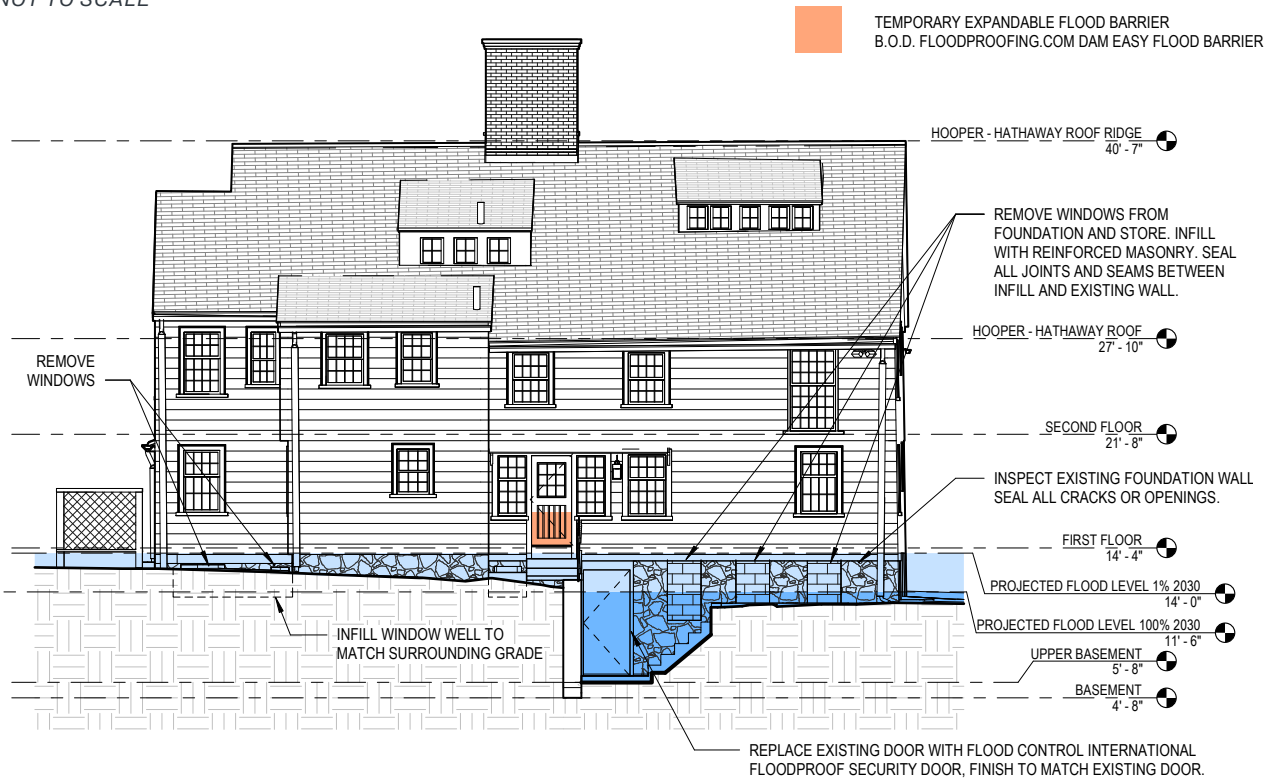 NOT TO SCALE
TEMPORARY EXPANDABLE FLOOD BARRIER
B.O.D. FLOODPROOFING.COM DAM EASY FLOOD BARRIER
HOOPER - HATHAWAY ROOF RIDGE
40' - 7"
REMOVE WINDOWS FROM
FOUNDATION AND STORE. INFILL
WITH REINFORCED MASONRY. SEAL
ALL JOINTS AND SEAMS BETWEEN
INFILL AND EXISTING WALL.
HOOPER - HATHAWAY ROOF
27' - 10"
REMOVE
WINDOWS
SECOND FLOOR
21' - 8"
INSPECT EXISTING FOUNDATION WALL
SEAL ALL CRACKS OR OPENINGS.
FIRST FLOOR
14' - 4"
PROJECTED FLOOD LEVEL 1% 2030
14' - 0"
PROJECTED FLOOD LEVEL 100% 2030
11' - 6"
INFILL WINDOW WELL TO
MATCH SURROUNDING GRADE
UPPER BASEMENT
5' - 8"
BASEMENT
4' - 8"
REPLACE EXISTING DOOR WITH FLOOD CONTROL INTERNATIONAL
FLOODPROOF SECURITY DOOR, FINISH TO MATCH EXISTING DOOR.